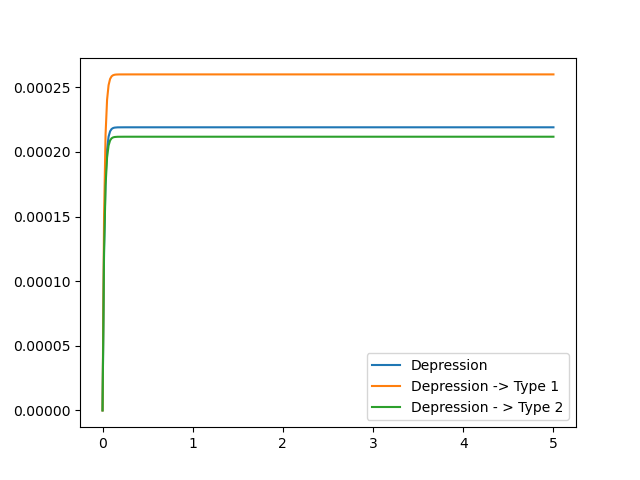 0.00025
0.00020
0.00015
0.00010
0.00005
0.00000
0 1 2 3 4 5
Depression
Depression -> Type 1
Depression - > Type 2